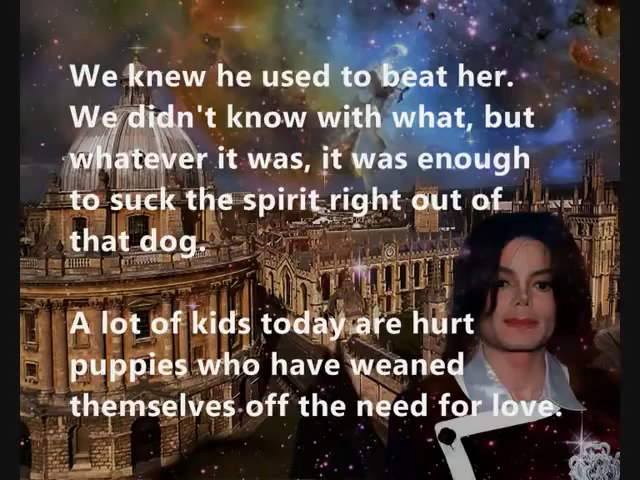 We knew he used to beat her.
We didn't know with what, but
whatever it was, it was enough
to suck the spirit right out of
that dog.
A lot of kids today are hurt
puppies who have weaned
themselves off the need for love.